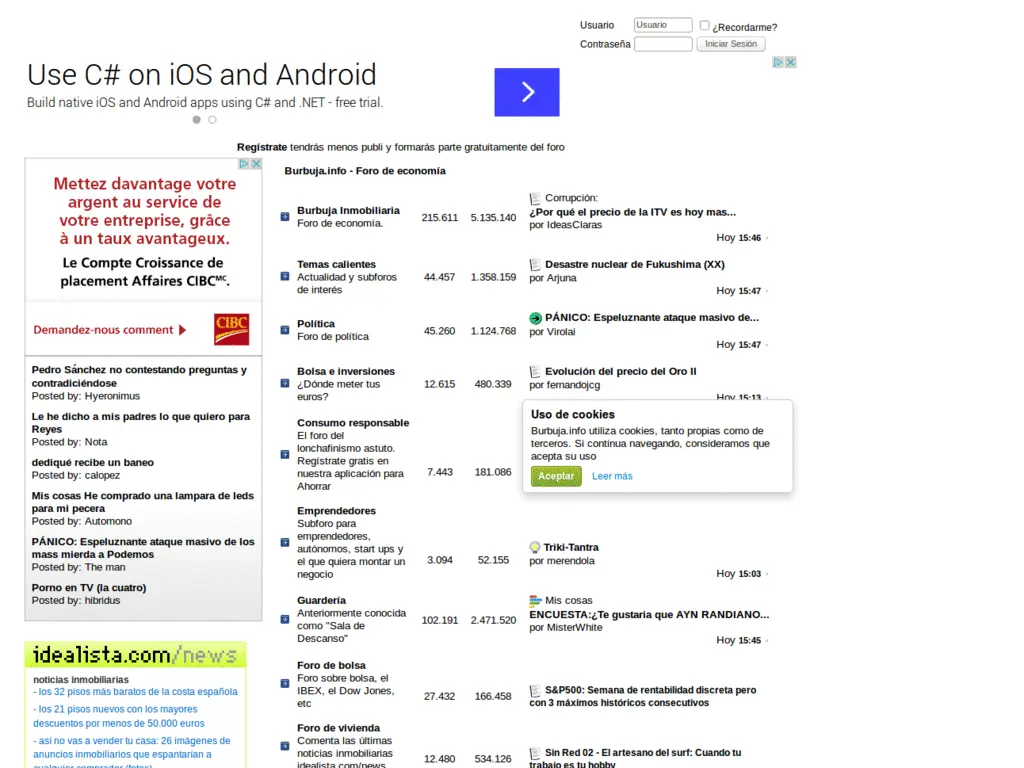 Usuario
Usuario
¿Recordarme?
Contraseña
Iniciar Sesión
Use C# on iOS and Android
Build native iOS and Android apps using C# and .NET - free trial.
Regístrate tendrás menos publi y formarás parte gratuitamente del foro
Mettez davantage votre
argent au service de
votre entreprise, grâce
à un taux avantageux.
Le Compte Croissance de
placement Affaires CIBCMC.
Demandez-nous comment
CIBC
Pedro Sánchez no contestando preguntas y
contradiciéndose
Posted by: Hyeronimus
Le he dicho a mis padres lo que quiero para
Reyes
Posted by: Nota
dediqué recibe un baneo
Posted by: calopez
Mis cosas He comprado una lampara de leds
para mi pecera
Posted by: Automono
PÁNICO: Espeluznante ataque masivo de los
mass mierda a Podemos
Posted by: The man
Porno en TV (la cuatro)
Posted by: hibridus
idealista.com/news
noticias inmobiliarias
- los 32 pisos más baratos de la costa española
- los 21 pisos nuevos con los mayores
descuentos por menos de 50.000 euros
- así no vas a vender tu casa: 26 imágenes de
anuncios inmobiliarios que espantarían a
cualquier comprador (fotos)
Burbuja.info - Foro de economía
Burbuja Inmobiliaria
Foro de economía.
215.611 5.135.140
Corrupción:
¿Por qué el precio de la ITV es hoy mas...
por IdeasClaras
Hoy 15:46
Temas calientes
Actualidad y subforos
de interés
44.457 1.358.159
Desastre nuclear de Fukushima (XX)
por Arjuna
Hoy 15:47
Política
Foro de política
45.260 1.124.768
PÁNICO: Espeluznante ataque masivo de...
por Virolai
Hoy 15:47
Bolsa e inversiones
¿Dónde meter tus
euros?
12.615 480.339
Evolución del precio del Oro II
por fernandojcg
Hoy 15:13
Consumo responsable
El foro del
lonchafinismo astuto.
Regístrate gratis en
nuestra aplicación para
Ahorrar
7.443 181.086
Uso de cookies
Burbuja.info utiliza cookies, tanto propias como de
terceros. Si continua navegando, consideramos que
acepta su uso
Aceptar Leer más
Emprendedores
Subforo para
emprendedores,
autónomos, start ups y
el que quiera montar un
negocio
3.094 52.155
Triki-Tantra
por merendola
Hoy 15:03
Guardería
Anteriormente conocida
como "Sala de
Descanso"
102.191 2.471.520
Mis cosas
ENCUESTA:¿Te gustaria que AYN RANDIANO...
por MisterWhite
Hoy 15:45
Foro de bolsa
Foro sobre bolsa, el
IBEX, el Dow Jones,
etc
27.432 166.458
S&P500: Semana de rentabilidad discreta pero
con 3 máximos históricos consecutivos
Foro de vivienda
Comenta las últimas
noticias inmobiliarias
idealista.com/news
12.480 534.126
Sin Red 02 - El artesano del surf: Cuando tu
trabajo es tu hobby